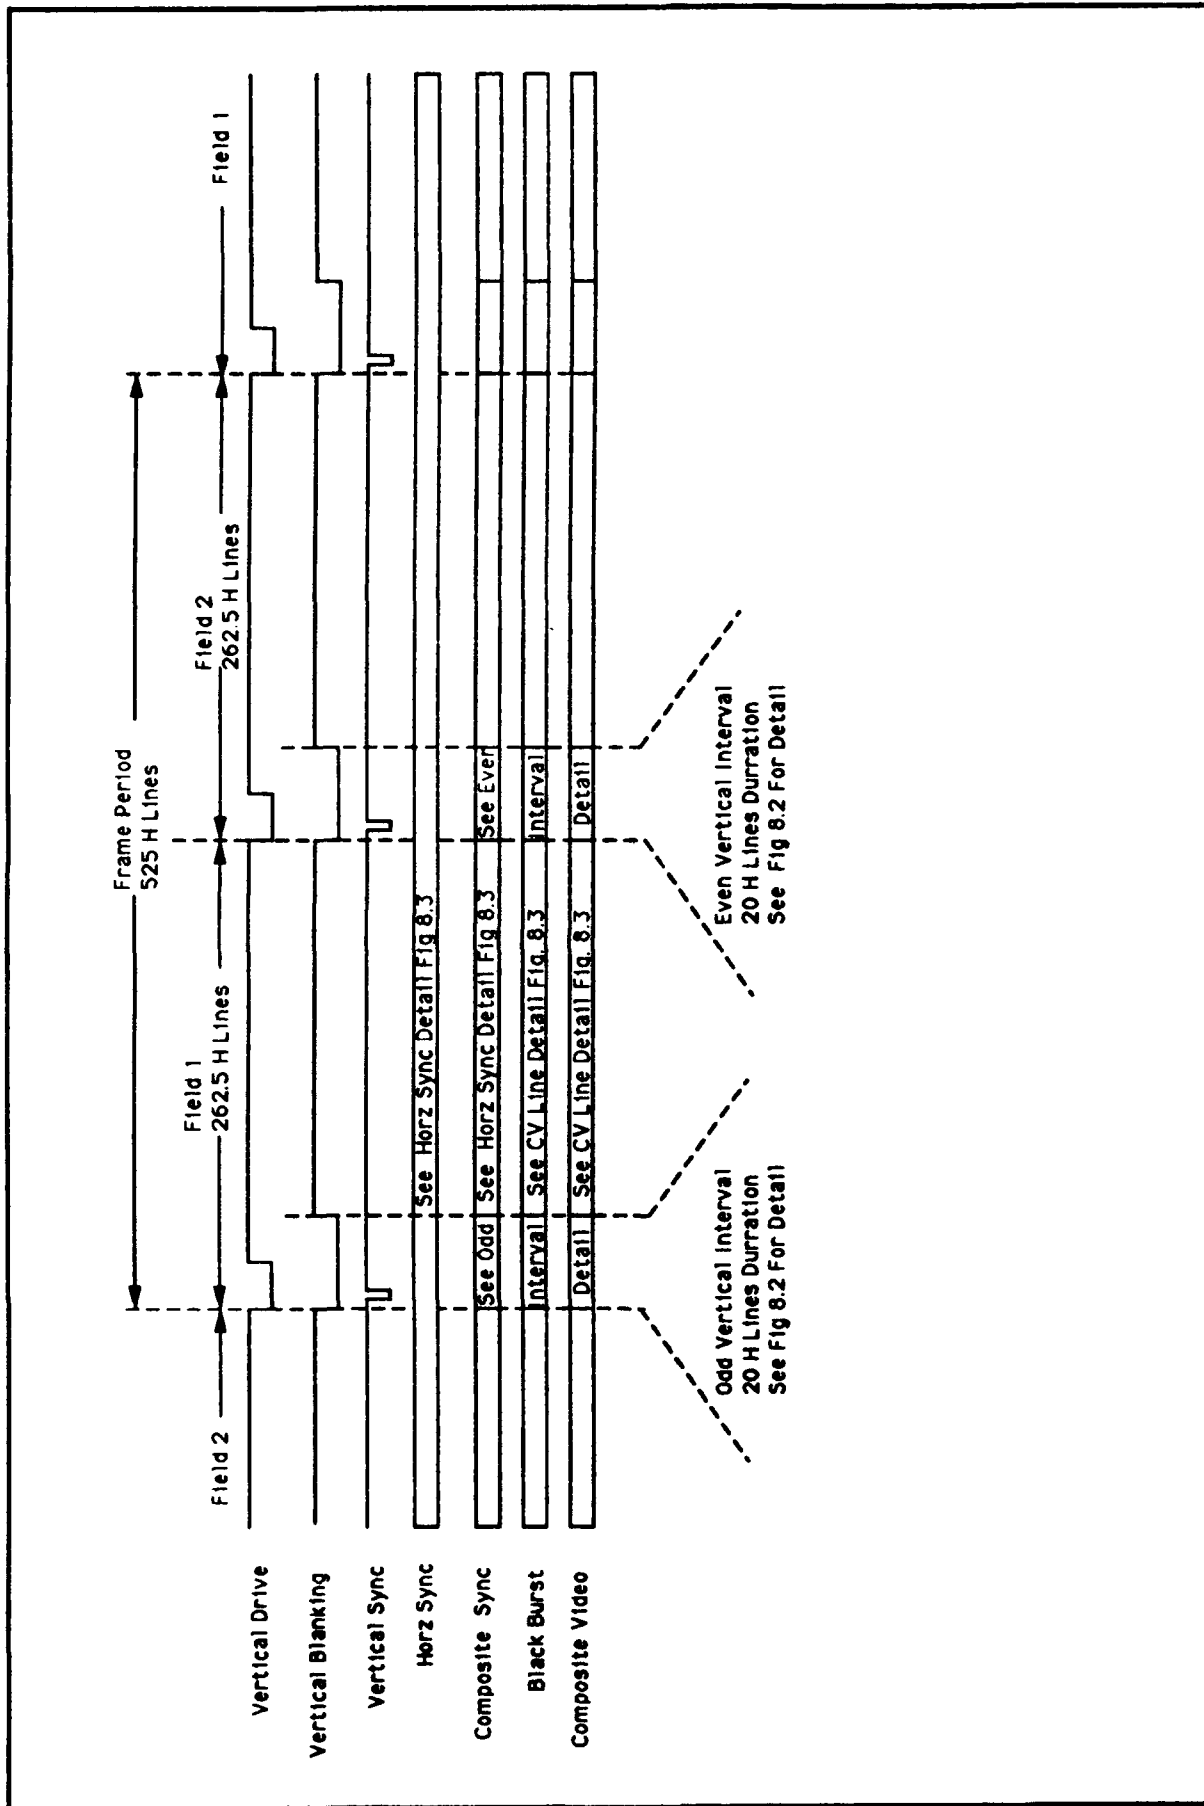 Frame Period
525 H Lines
Field 2
Field 1
262.5 H Lines
Field 2
262.5 H Lines
Field 1
Vertical Drive
Vertical Blanking
Vertical Sync
Horz Sync
See Horz Sync Detail Fig 8.3
Composite Sync
See Odd
See Horz Sync Detail Fig 8.3
See Even
Black Burst
Interval
See CV Line Detail Fig. 8.3
Interval
Composite Video
Detail
See CV Line Detail Fig. 8.3
Detail
Odd Vertical Interval
20 H Lines Durration
See Fig 8.2 For Detail
Even Vertical Interval
20 H Lines Durration
See Fig 8.2 For Detail